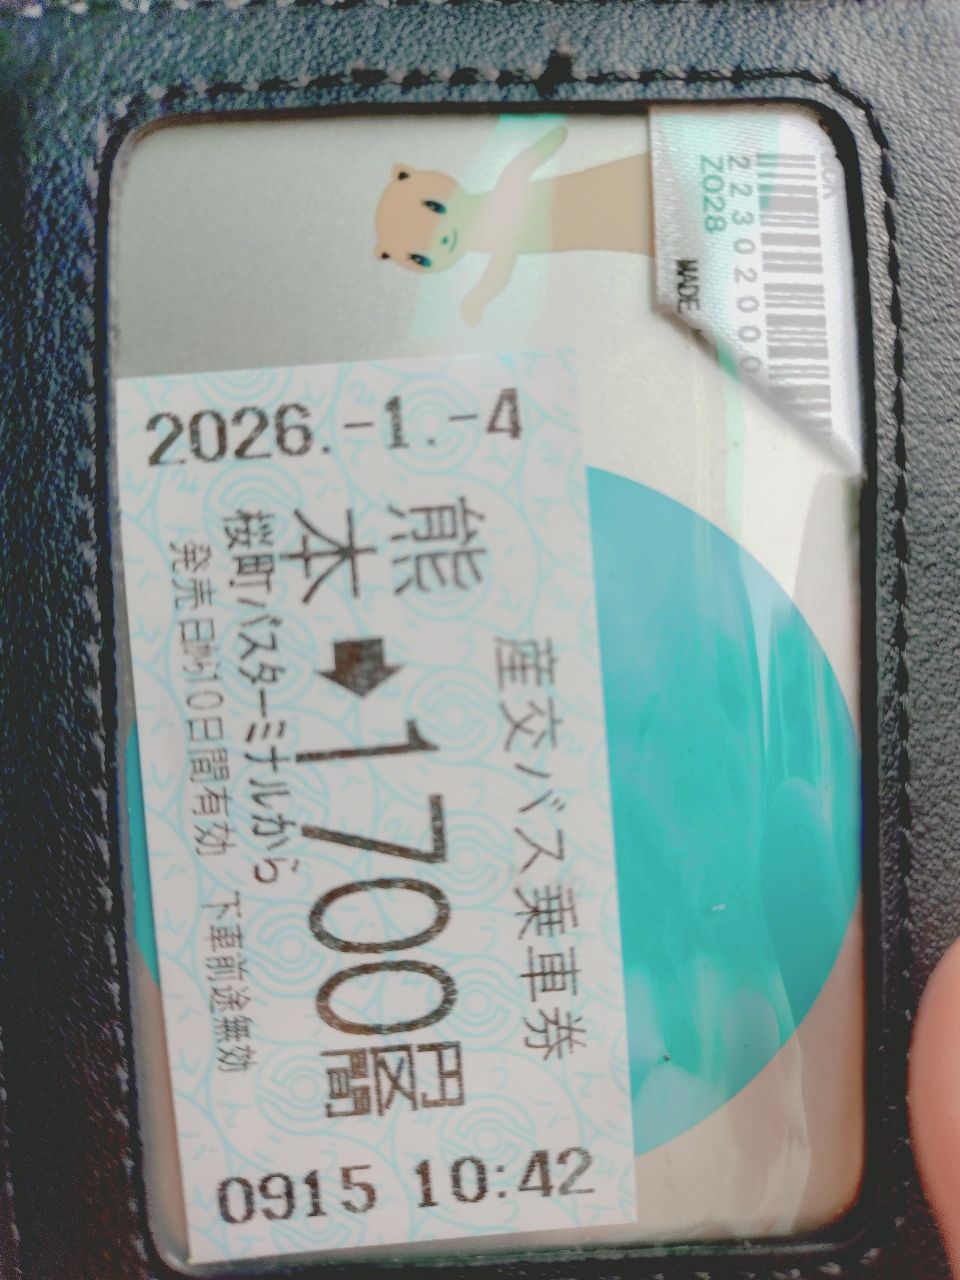 2026.-1.-4
産交バス乗車券
熊本➡1700円区間
桜町バスターミナルから
発売日から10日間有効 下車前途無効
0915 10:42
Z028
2230200
MADE